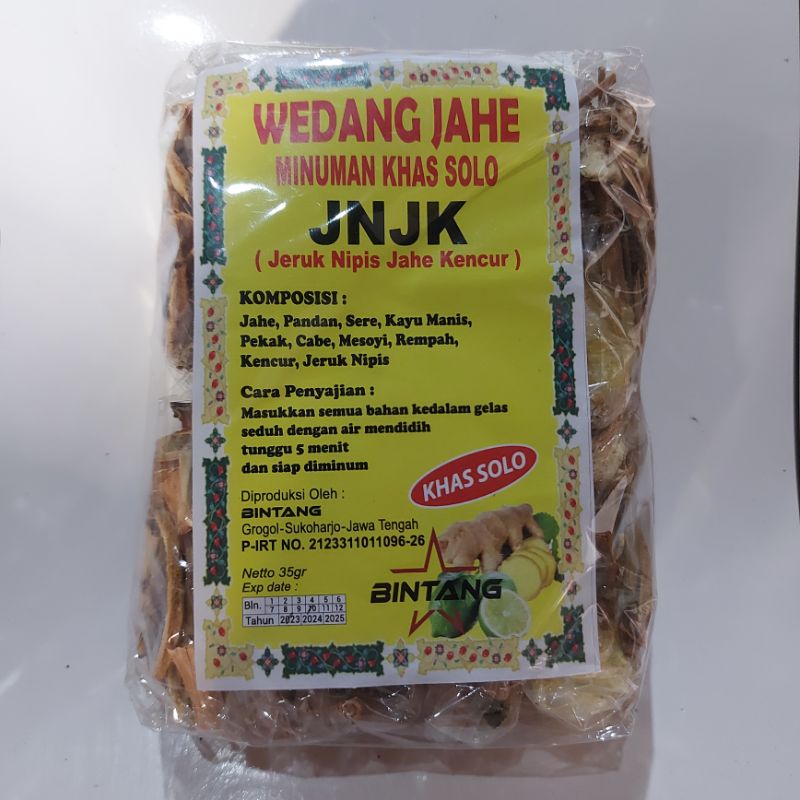 WEDANG JAHE
MINUMAN KHAS SOLO
JNJK
( Jeruk Nipis Jahe Kencur )
KOMPOSISI :
Jahe, Pandan, Sere, Kayu Manis,
Pekak, Cabe, Mesoyi, Rempah,
Kencur, Jeruk Nipis
Cara Penyajian :
Masukkan semua bahan kedalam gelas
seduh dengan air mendidih
tunggu 5 menit
dan siap diminum
KHAS SOLO
Diproduksi Oleh :
BINTANG
Grogol-Sukoharjo-Jawa Tengah
P-IRT NO. 2123311011096-26
Netto 35gr
Exp date :
Bln. 1 2 3 4 5 6
7 8 9 10 11 12
Tahun 2023 2024 2025
BINTANG